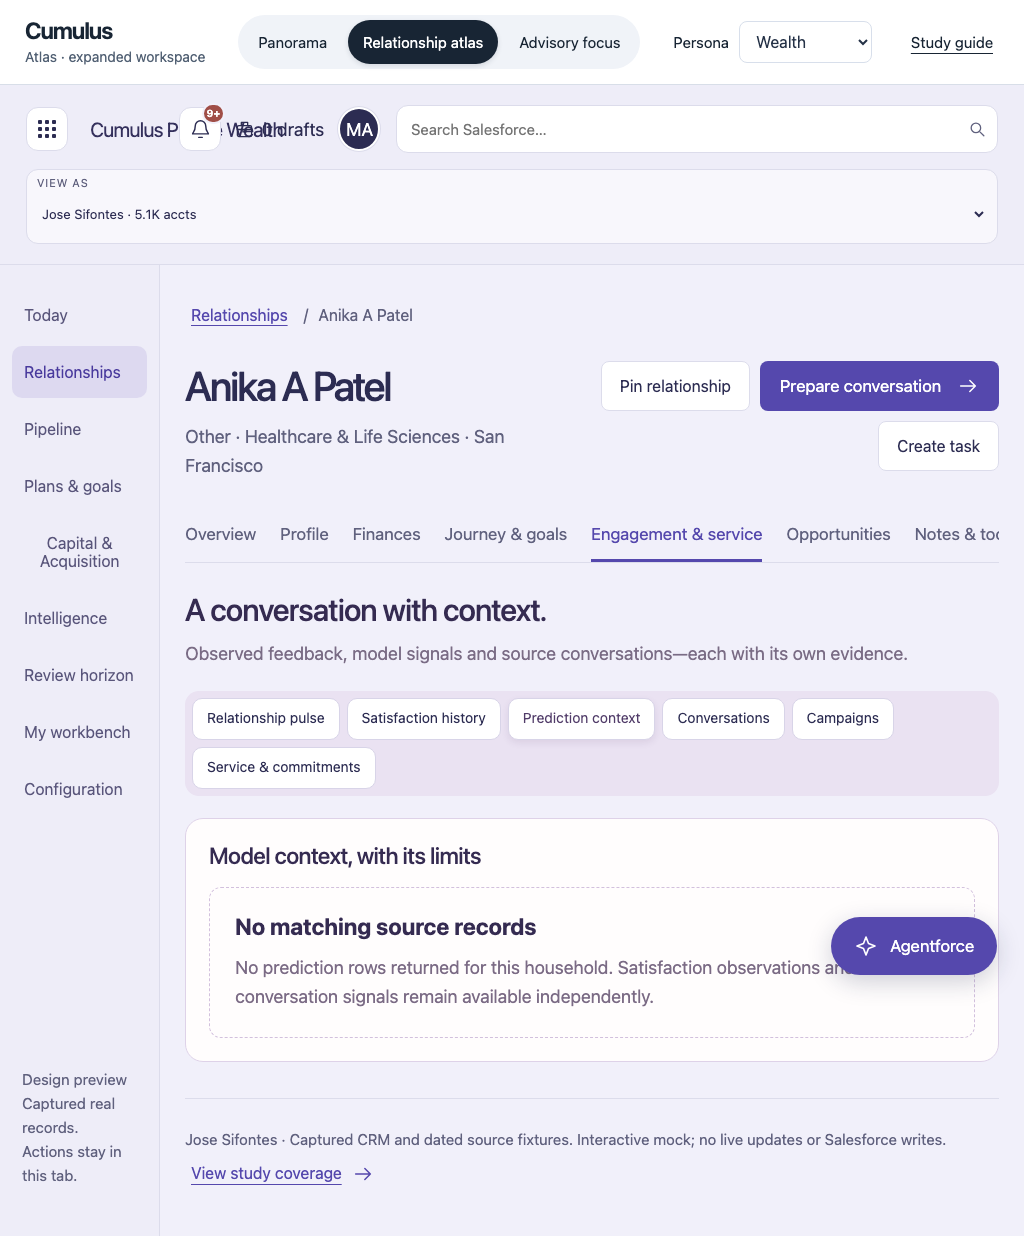 Cumulus
Atlas · expanded workspace
Panorama
Relationship atlas
Advisory focus
Persona
Wealth
Study guide
Cumulus P
9+
Wealth
drafts
MA
Search Salesforce...
VIEW AS
Jose Sifontes · 5.1K accts
Today
Relationships
Pipeline
Plans & goals
Capital &
Acquisition
Intelligence
Review horizon
My workbench
Configuration
Design preview
Captured real
records.
Actions stay in
this tab.
Relationships / Anika A Patel
Anika A Patel
Other · Healthcare & Life Sciences · San
Francisco
Pin relationship
Prepare conversation
Create task
Overview
Profile
Finances
Journey & goals
Engagement & service
Opportunities
Notes & too
A conversation with context.
Observed feedback, model signals and source conversations—each with its own evidence.
Relationship pulse
Satisfaction history
Prediction context
Conversations
Campaigns
Service & commitments
Model context, with its limits
No matching source records
No prediction rows returned for this household. Satisfaction observations an
conversation signals remain available independently.
Agentforce
Jose Sifontes · Captured CRM and dated source fixtures. Interactive mock; no live updates or Salesforce writes.
View study coverage